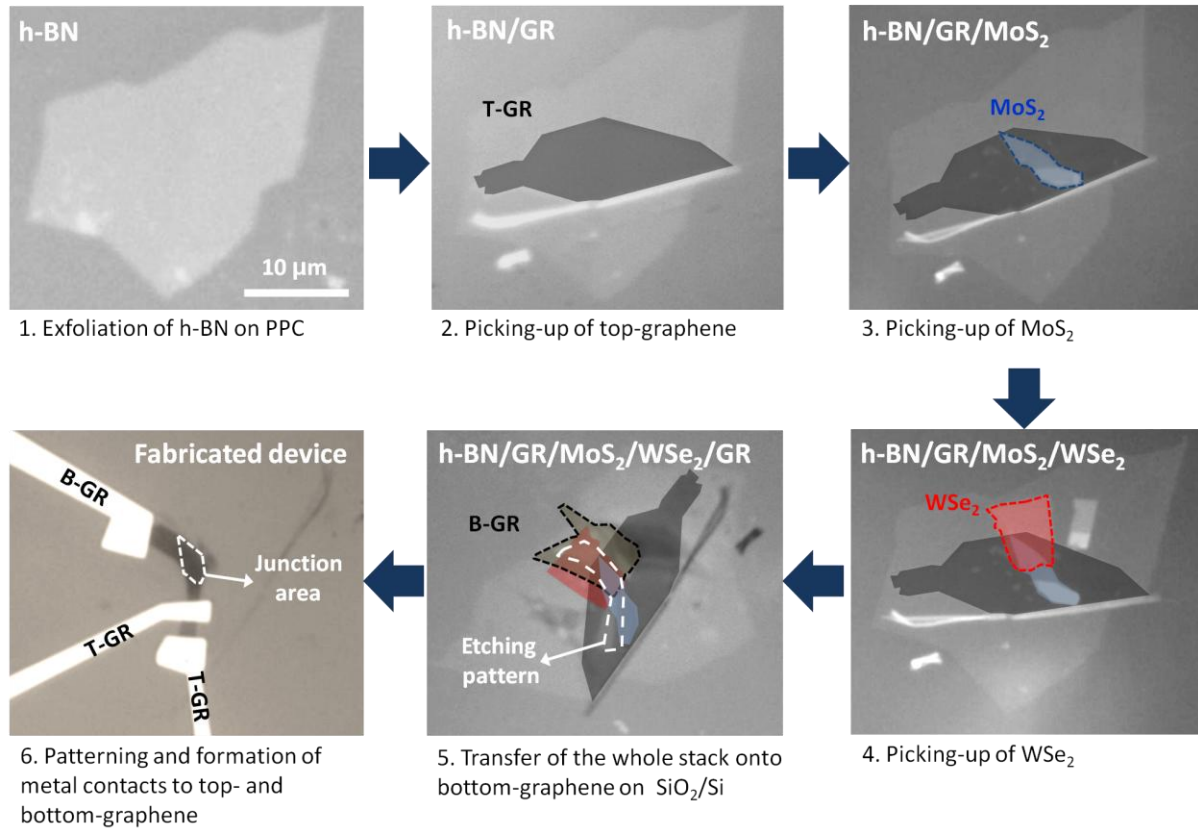 h-BN
10 μm
1. Exfoliation of h-BN on PPC
h-BN/GR
T-GR
2. Picking-up of top-graphene
h-BN/GR/MoS₂
MoS₂
3. Picking-up of MoS₂
h-BN/GR/MoS₂/WSe₂
WSe₂
4. Picking-up of WSe₂
h-BN/GR/MoS₂/WSe₂/GR
B-GR
Etching
pattern
5. Transfer of the whole stack onto
bottom-graphene on SiO₂/Si
Fabricated device
B-GR
Junction
area
T-GR
T-GR
6. Patterning and formation of
metal contacts to top- and
bottom-graphene